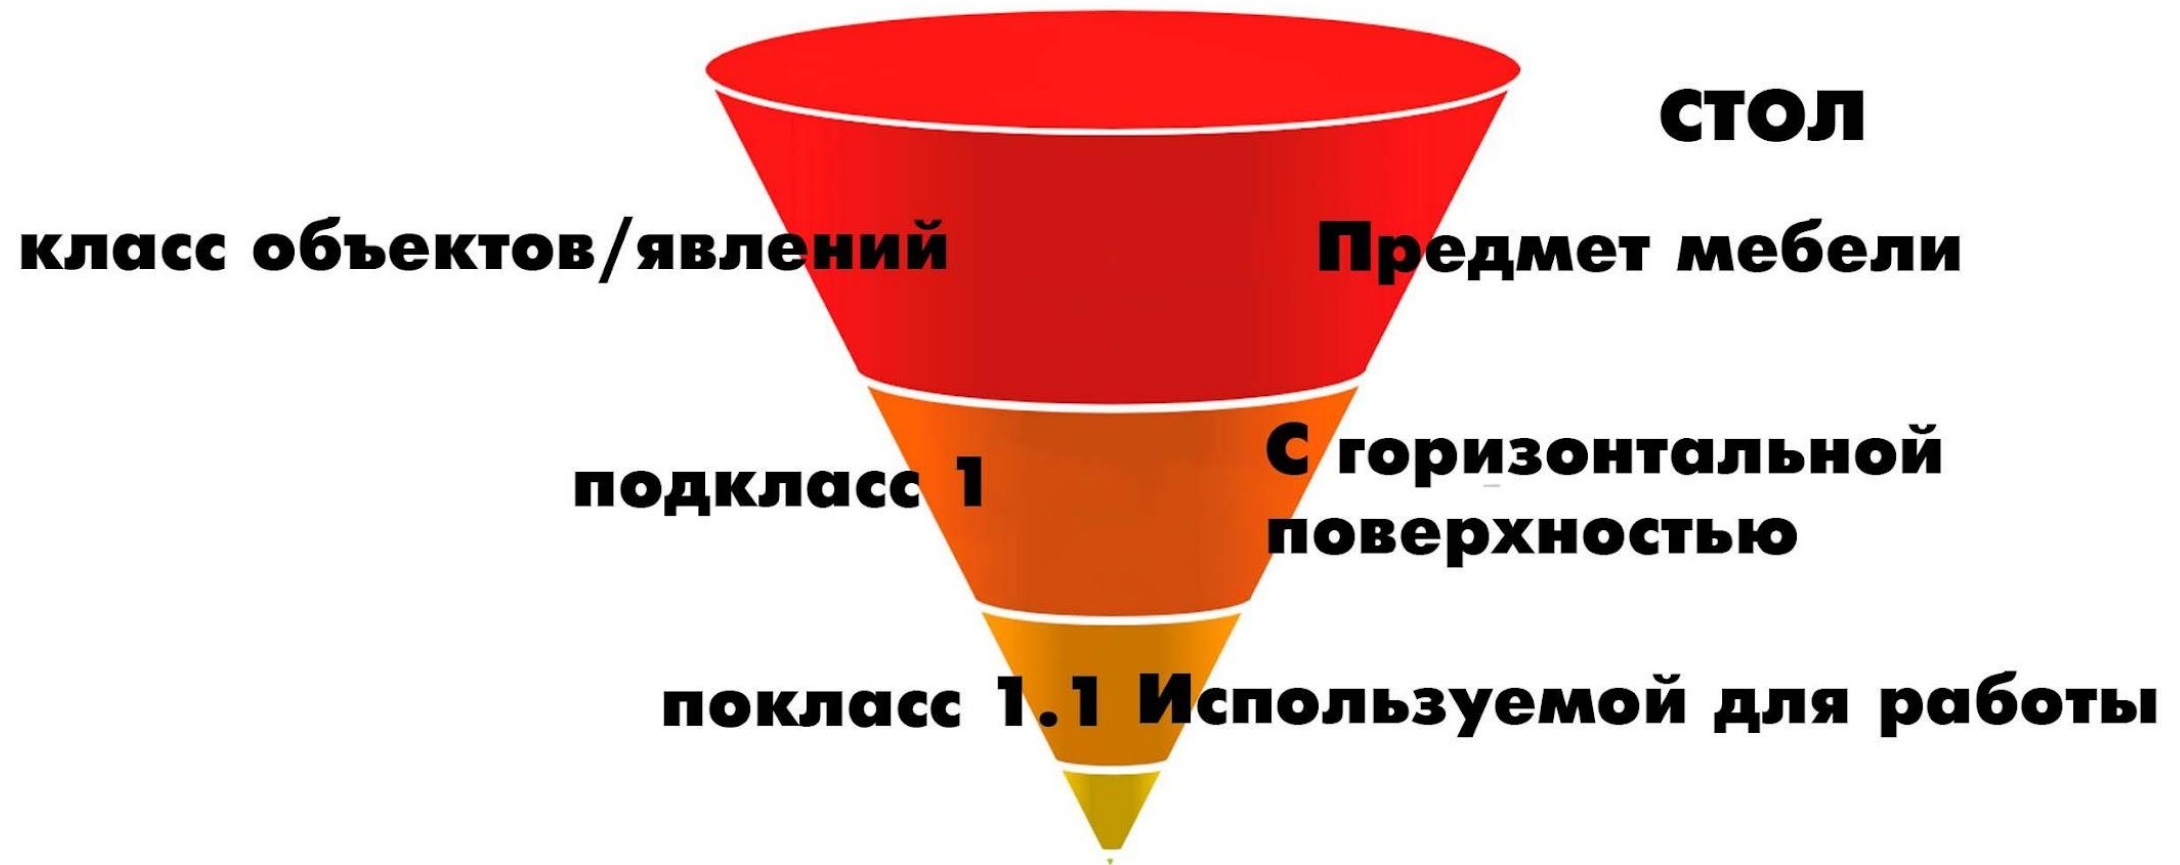 СТОЛ
класс объектов/явлений
Предмет мебели
подкласс 1
С горизонтальной
поверхностью
покласс 1.1
Используемой для работы